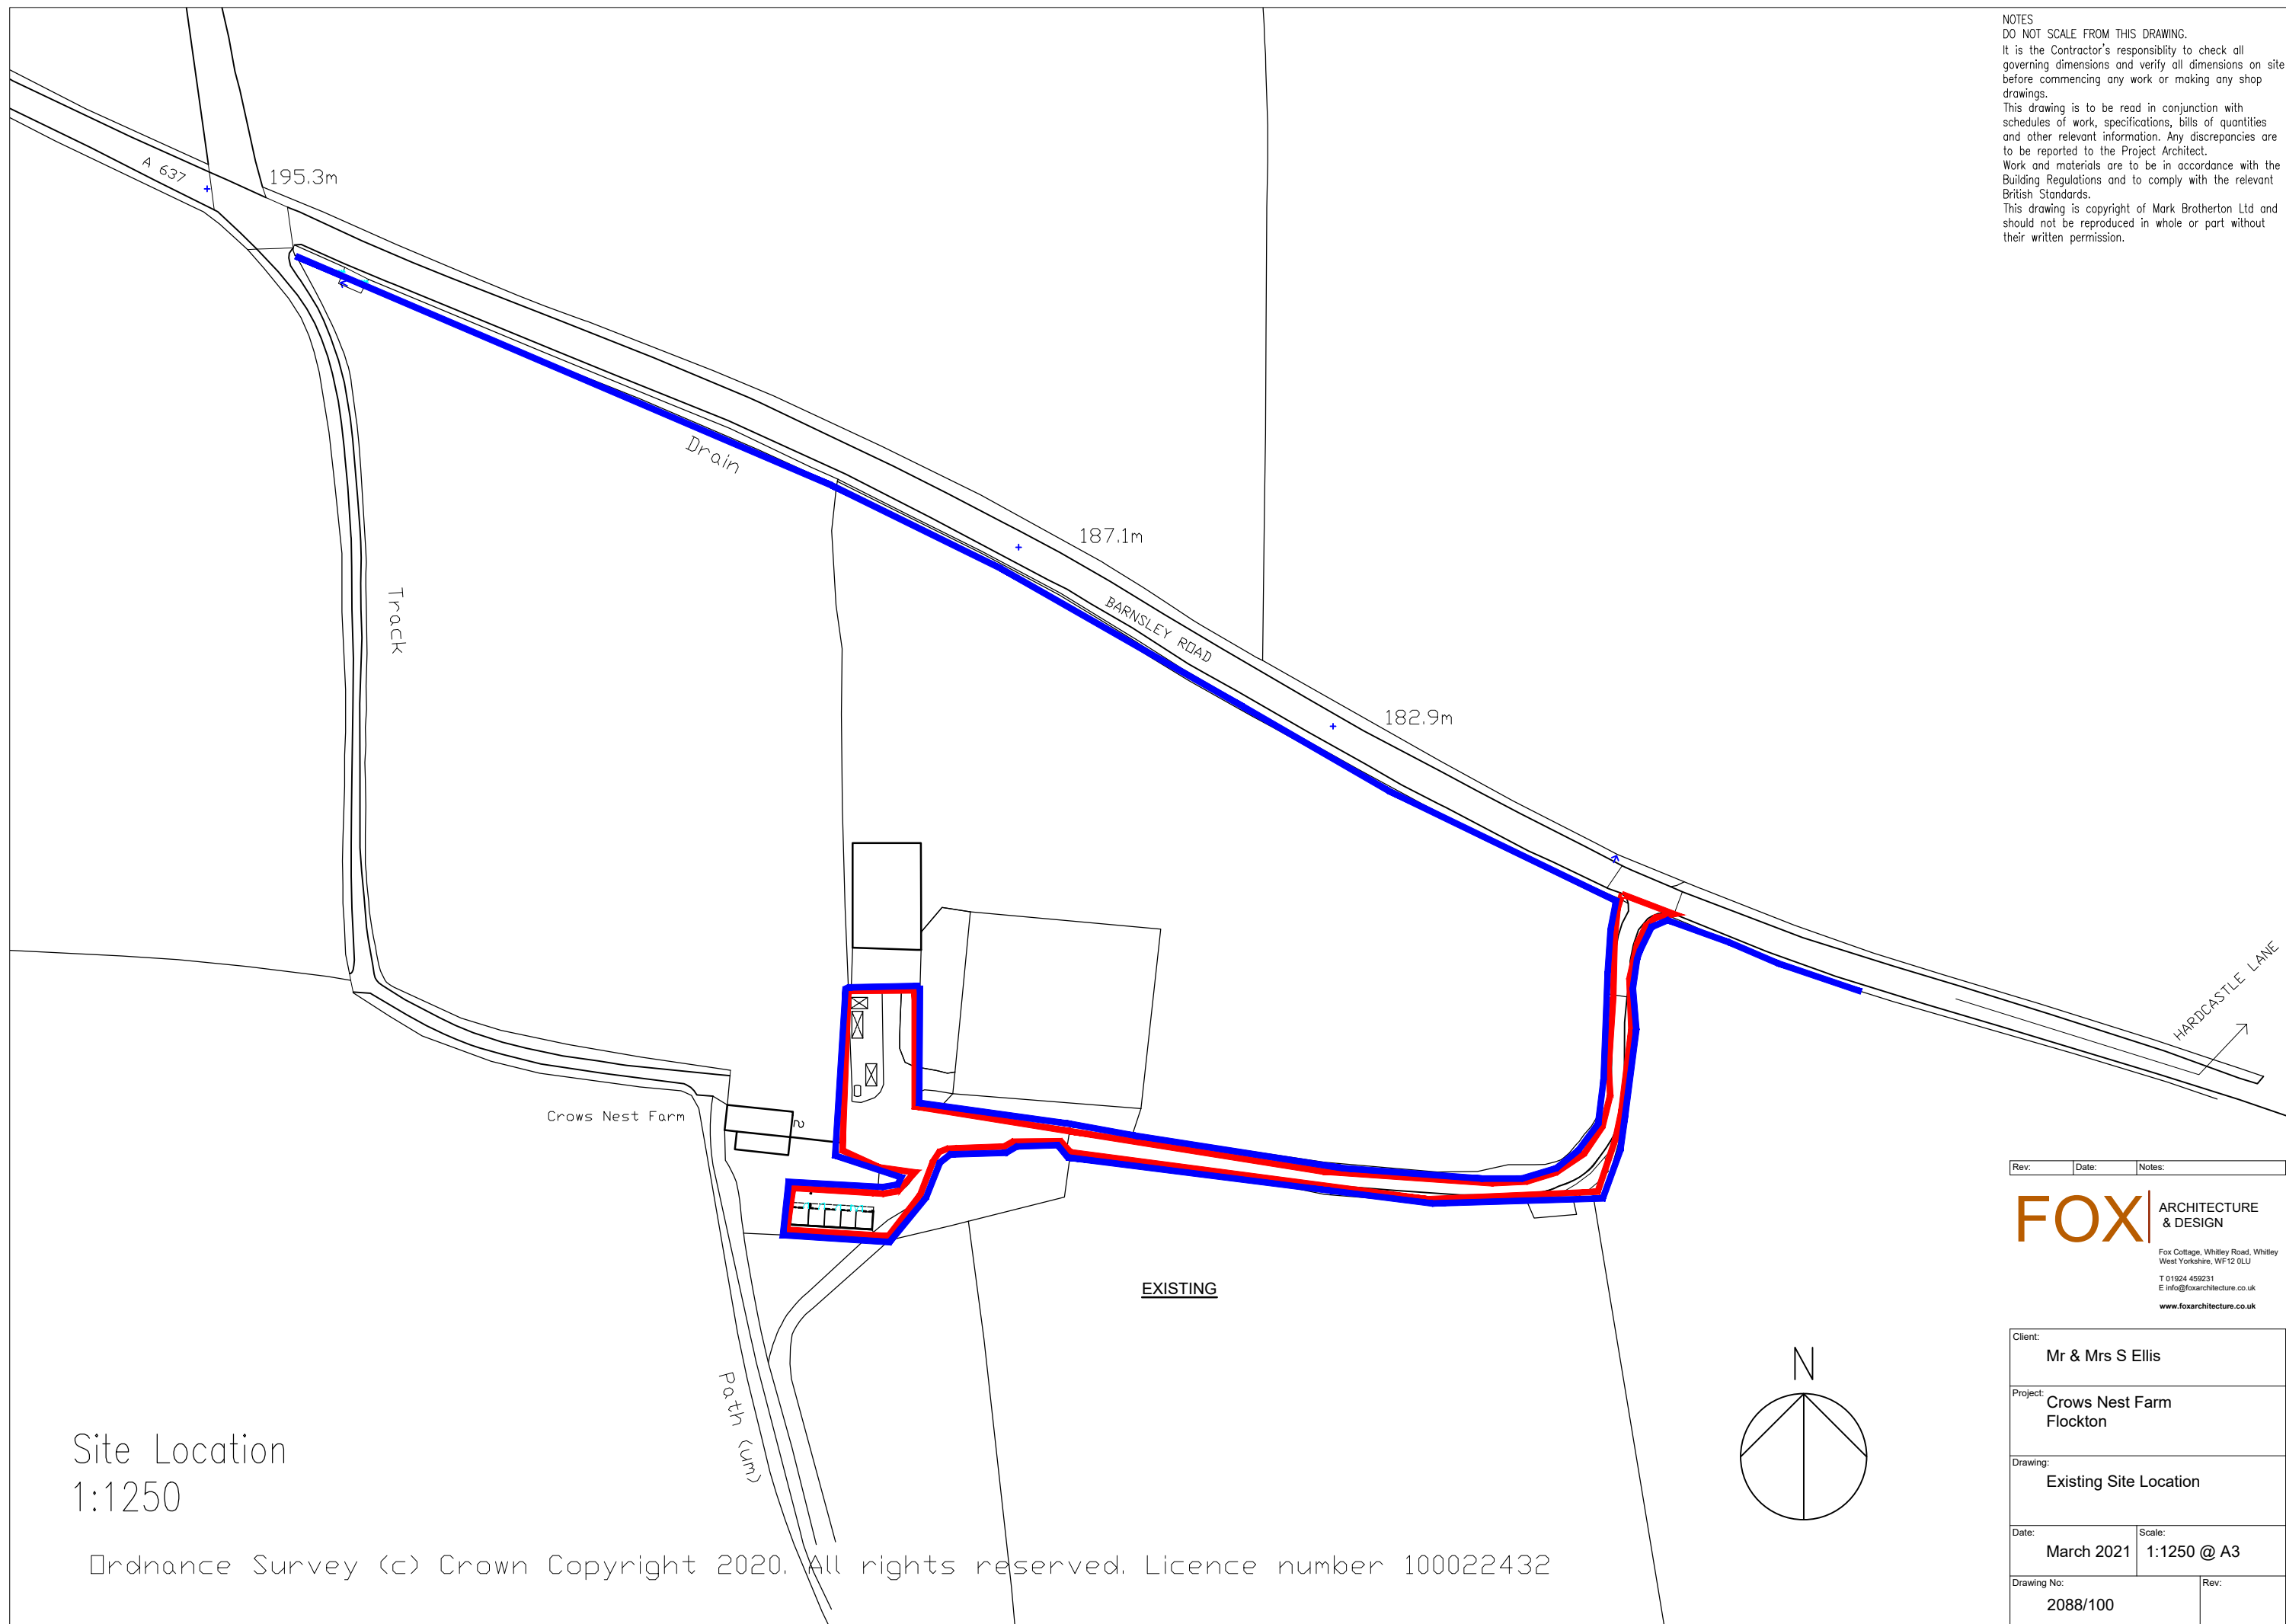 NOTES
DO NOT SCALE FROM THIS DRAWING.
It is the Contractor's responsiblity to check all
governing dimensions and verify all dimensions on site
before commencing any work or making any shop
drawings.
This drawing is to be read in conjunction with
schedules of work, specifications, bills of quantities
and other relevant information. Any discrepancies are
to be reported to the Project Architect.
Work and materials are to be in accordance with the
Building Regulations and to comply with the relevant
British Standards.
This drawing is copyright of Mark Brotherton Ltd and
should not be reproduced in whole or part without
their written permission.
A 637
195.3m
Drain
187.1m
Track
BARNSLEY ROAD
182.9m
HARDCASTLE LANE
Crows Nest Farm
2
EXISTING
Path (um)
N
Site Location
1:1250
Ordnance Survey (c) Crown Copyright 2020. All rights reserved. Licence number 100022432
Rev: Date: Notes:
FOX
ARCHITECTURE
& DESIGN
Fox Cottage, Whitley Road, Whitley
West Yorkshire, WF12 0LU
T 01924 459231
E info@foxarchitecture.co.uk
www.foxarchitecture.co.uk
Client:
Mr & Mrs S Ellis
Project:
Crows Nest Farm
Flockton
Drawing:
Existing Site Location
Date: Scale:
March 2021 1:1250 @ A3
Drawing No: Rev:
2088/100